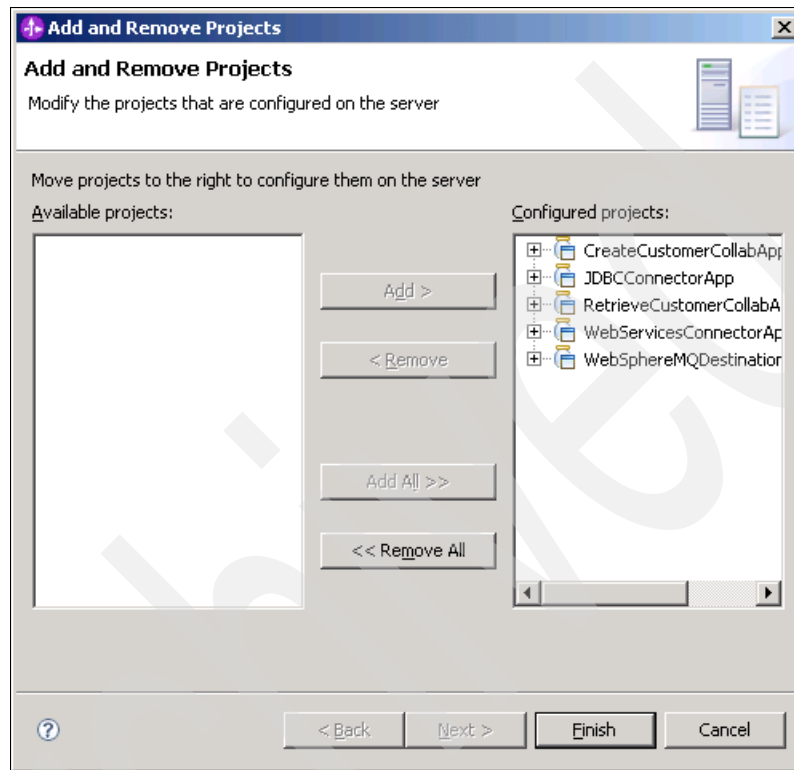 Add and Remove Projects
Add and Remove Projects
Modify the projects that are configured on the server
Move projects to the right to configure them on the server
Available projects:
Configured projects:
CreateCustomerCollabApp
JDBCConnectorApp
RetrieveCustomerCollabA
WebServicesConnectorAp
WebSphereMQDestination
Add >
< Remove
Add All >>
<< Remove All
< Back
Next >
Finish
Cancel